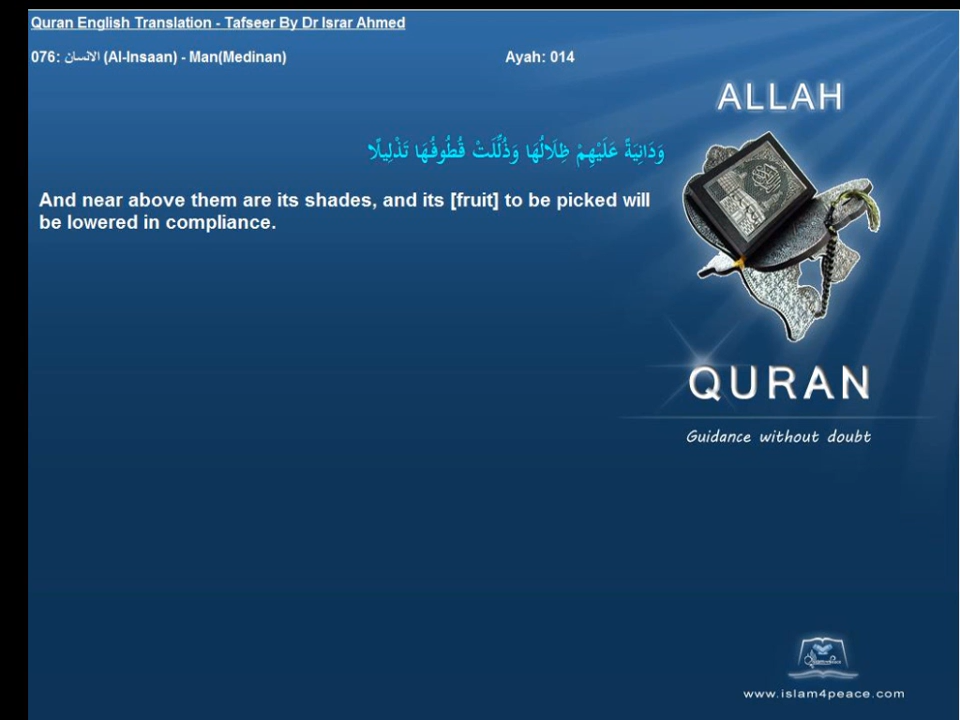 Quran English Translation - Tafseer By Dr Israr Ahmed
076: الانسان (Al-Insaan) - Man(Medinan) Ayah: 014
ALLAH
وَدَانِيَةً عَلَيْهِمْ ظِلَالُهَا وَذُلِّلَتْ قُطُوفُهَا تَذْلِيلًا
And near above them are its shades, and its [fruit] to be picked will
be lowered in compliance.
QURAN
Guidance without doubt
www.islam4peace.com